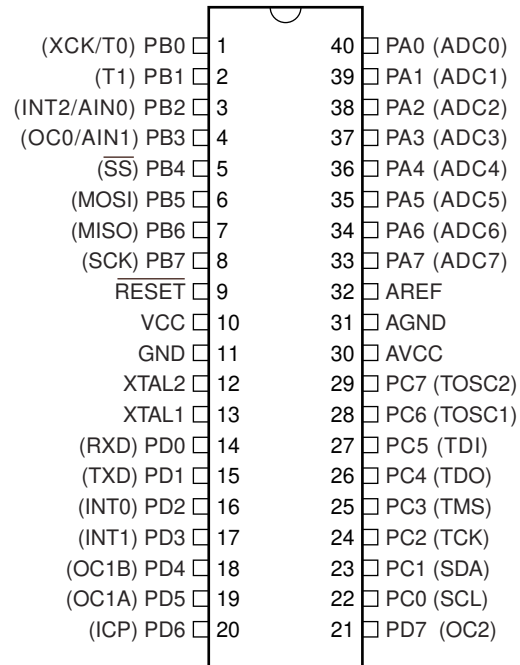 (XCK/T0) PB0 1 40 PA0 (ADC0)
(T1) PB1 2 39 PA1 (ADC1)
(INT2/AIN0) PB2 3 38 PA2 (ADC2)
(OC0/AIN1) PB3 4 37 PA3 (ADC3)
(S̅S̅) PB4 5 36 PA4 (ADC4)
(MOSI) PB5 6 35 PA5 (ADC5)
(MISO) PB6 7 34 PA6 (ADC6)
(SCK) PB7 8 33 PA7 (ADC7)
R̅E̅S̅E̅T̅ 9 32 AREF
VCC 10 31 AGND
GND 11 30 AVCC
XTAL2 12 29 PC7 (TOSC2)
XTAL1 13 28 PC6 (TOSC1)
(RXD) PD0 14 27 PC5 (TDI)
(TXD) PD1 15 26 PC4 (TDO)
(INT0) PD2 16 25 PC3 (TMS)
(INT1) PD3 17 24 PC2 (TCK)
(OC1B) PD4 18 23 PC1 (SDA)
(OC1A) PD5 19 22 PC0 (SCL)
(ICP) PD6 20 21 PD7 (OC2)